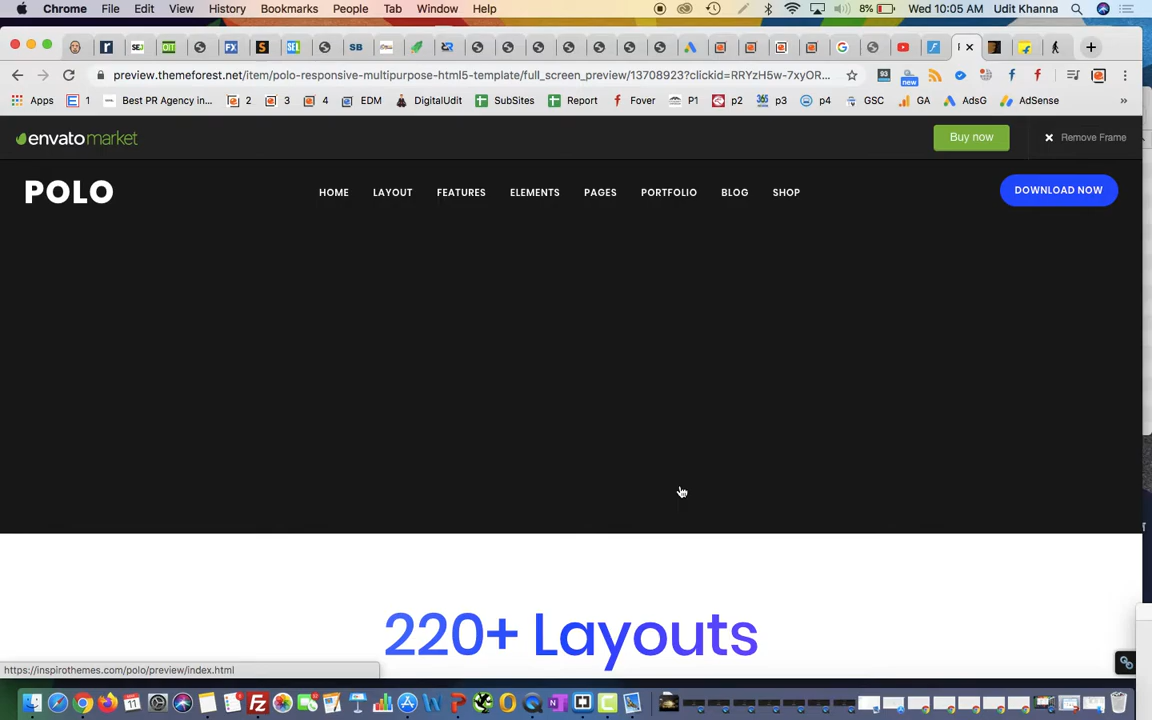 Chrome File Edit View History Bookmarks People Tab Window Help 8% Wed 10:05 AM Udit Khanna
preview.themeforest.net/item/polo-responsive-multipurpose-html5-template/full_screen_preview/13708923?clickid=RRYzH5w-7xyOR...
Apps 1 Best PR Agency in... 2 3 4 EDM DigitalUdit SubSites Report Fover P1 p2 p3 p4 GSC GA AdsG AdSense »
envatomarket Buy now Remove Frame
POLO HOME LAYOUT FEATURES ELEMENTS PAGES PORTFOLIO BLOG SHOP DOWNLOAD NOW
220+ Layouts
https://inspirothemes.com/polo/preview/index.html